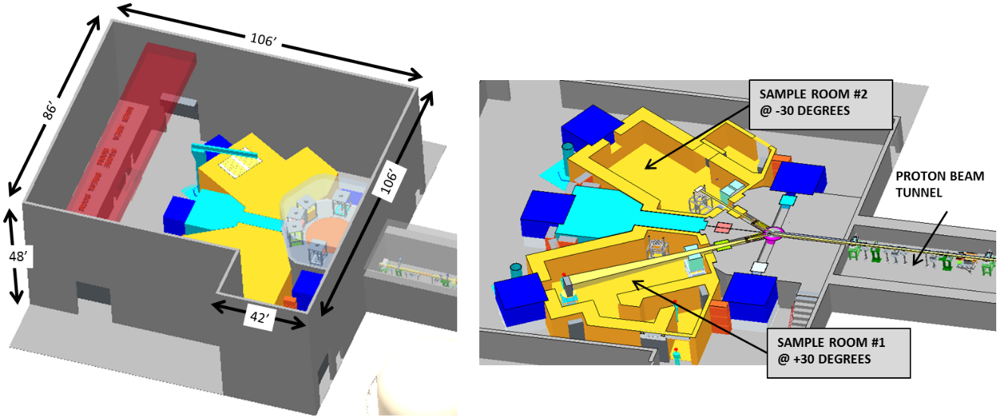 106’
86’
106’
48’
42’
SAMPLE ROOM #2
@ -30 DEGREES
PROTON BEAM
TUNNEL
SAMPLE ROOM #1
@ +30 DEGREES